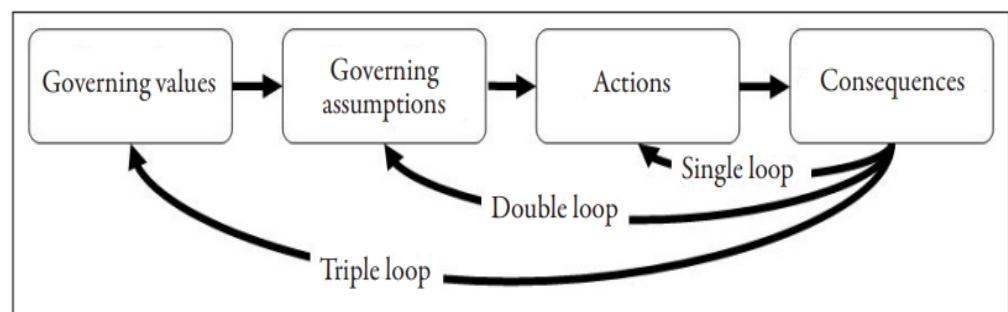 Governing values
Governing
assumptions
Actions
Consequences
Single loop
Double loop
Triple loop